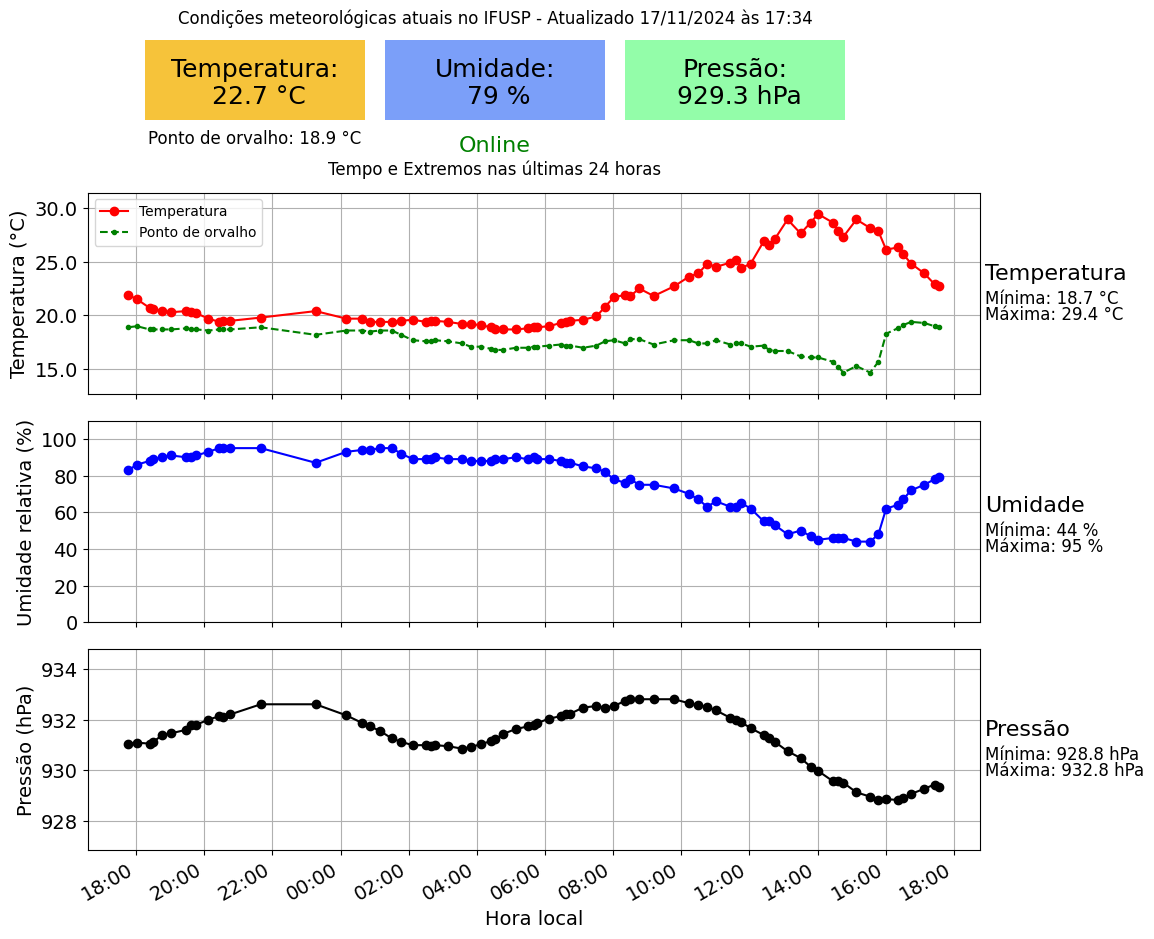 Condições meteorológicas atuais no IFUSP - Atualizado 17/11/2024 às 17:34
Temperatura:
22.7 °C
Umidade:
79 %
Pressão:
929.3 hPa
Ponto de orvalho: 18.9 °C
Online
Tempo e Extremos nas últimas 24 horas
Temperatura (°C)
30.0
25.0
20.0
15.0
Temperatura
Ponto de orvalho
Temperatura
Mínima: 18.7 °C
Máxima: 29.4 °C
Umidade relativa (%)
100
80
60
40
20
0
Umidade
Mínima: 44 %
Máxima: 95 %
Pressão (hPa)
934
932
930
928
Pressão
Mínima: 928.8 hPa
Máxima: 932.8 hPa
18:00 20:00 22:00 00:00 02:00 04:00 06:00 08:00 10:00 12:00 14:00 16:00 18:00
Hora local